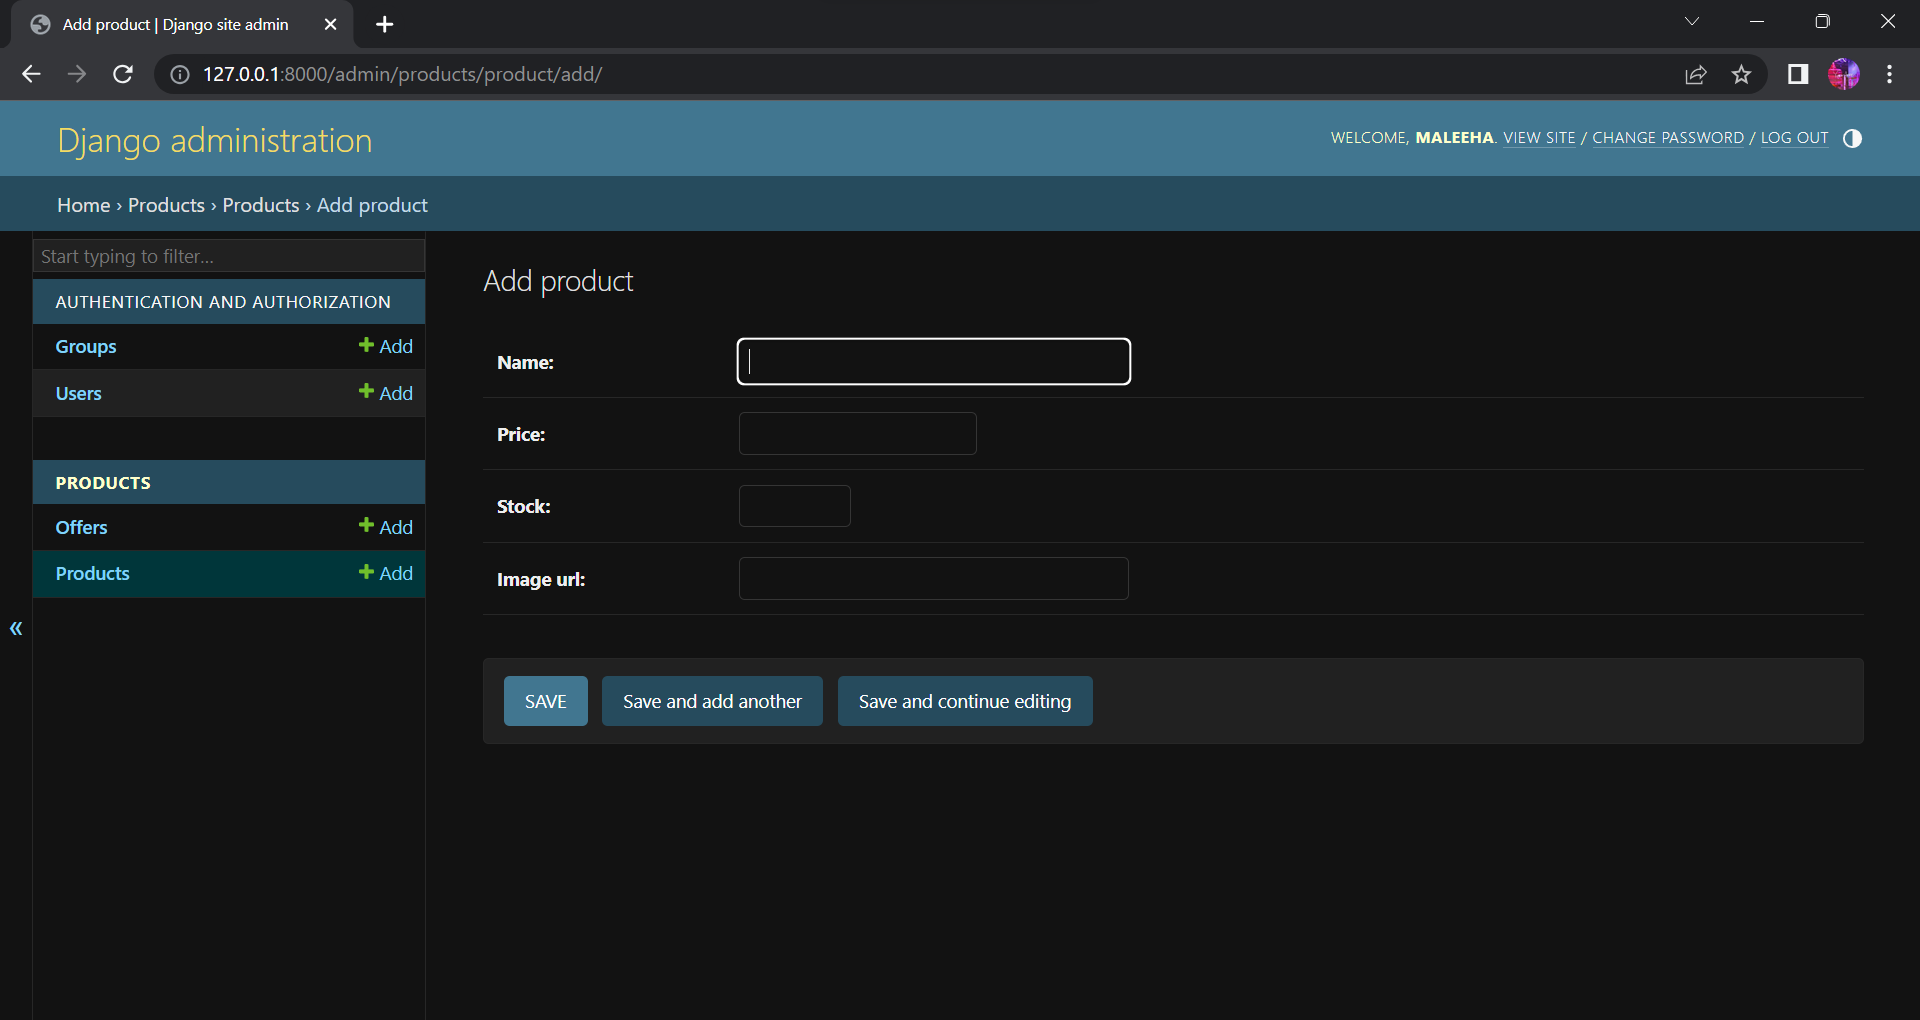 Add product | Django site admin
127.0.0.1:8000/admin/products/product/add/
Django administration
WELCOME, MALEEHA. VIEW SITE / CHANGE PASSWORD / LOG OUT
Home › Products › Products › Add product
Start typing to filter...
AUTHENTICATION AND AUTHORIZATION
Groups + Add
Users + Add
PRODUCTS
Offers + Add
Products + Add
«
Add product
Name:
Price:
Stock:
Image url:
SAVE Save and add another Save and continue editing